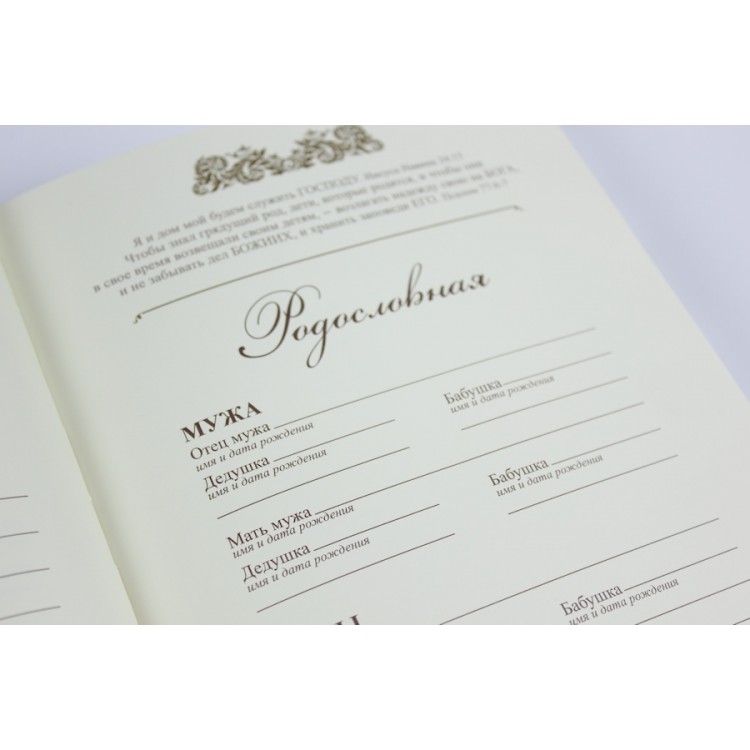 Я и дом мой будем служить ГОСПОДУ. Иисуса Навина 24:15
Чтобы знал грядущий род, дети, которые родятся, и чтобы они
в свое время возвещали своим детям, – возлагать надежду свою на БОГА,
и не забывать дел БОЖИИХ, и хранить заповеди ЕГО. Псалом 77:6-7
Родословная
МУЖА
Отец мужа
имя и дата рождения
Дедушка
имя и дата рождения
Бабушка
имя и дата рождения
Мать мужа
имя и дата рождения
Дедушка
имя и дата рождения
Бабушка
имя и дата рождения
Бабушка
имя и дата рождения